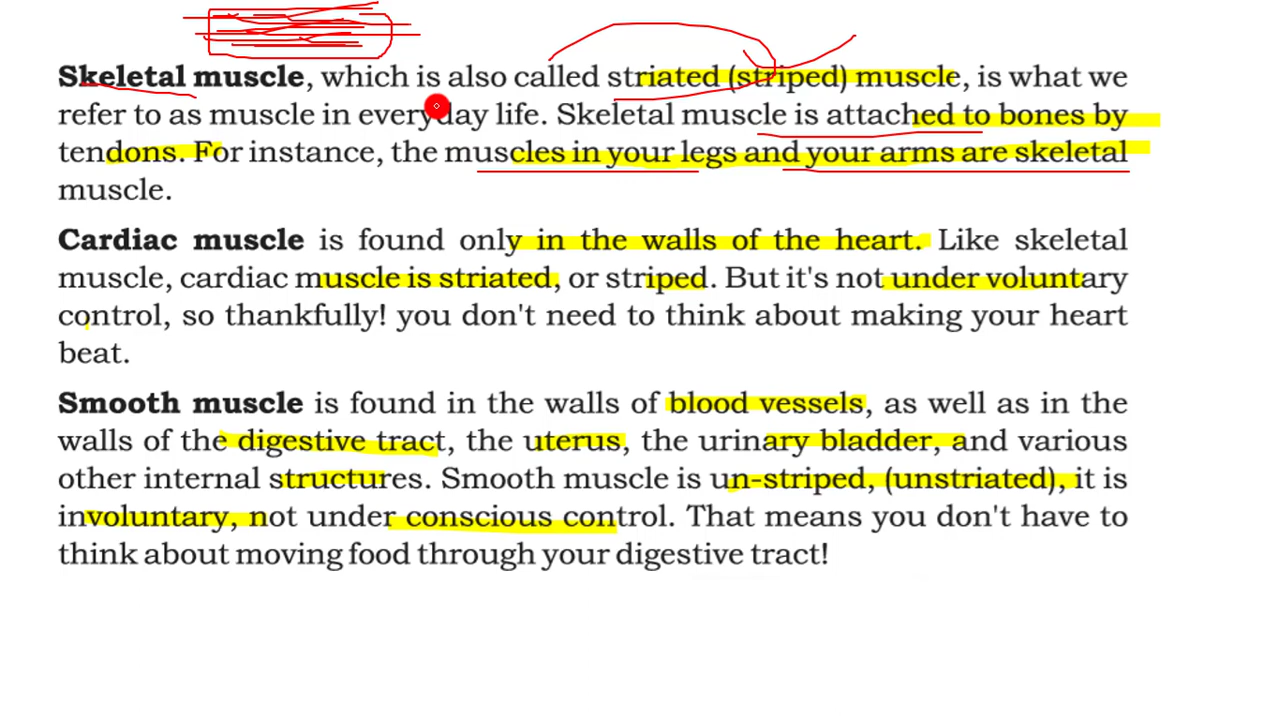 Skeletal muscle, which is also called striated (striped) muscle, is what we
refer to as muscle in everyday life. Skeletal muscle is attached to bones by
tendons. For instance, the muscles in your legs and your arms are skeletal
muscle.
Cardiac muscle is found only in the walls of the heart. Like skeletal
muscle, cardiac muscle is striated, or striped. But it's not under voluntary
control, so thankfully! you don't need to think about making your heart
beat.
Smooth muscle is found in the walls of blood vessels, as well as in the
walls of the digestive tract, the uterus, the urinary bladder, and various
other internal structures. Smooth muscle is un-striped, (unstriated), it is
involuntary, not under conscious control. That means you don't have to
think about moving food through your digestive tract!